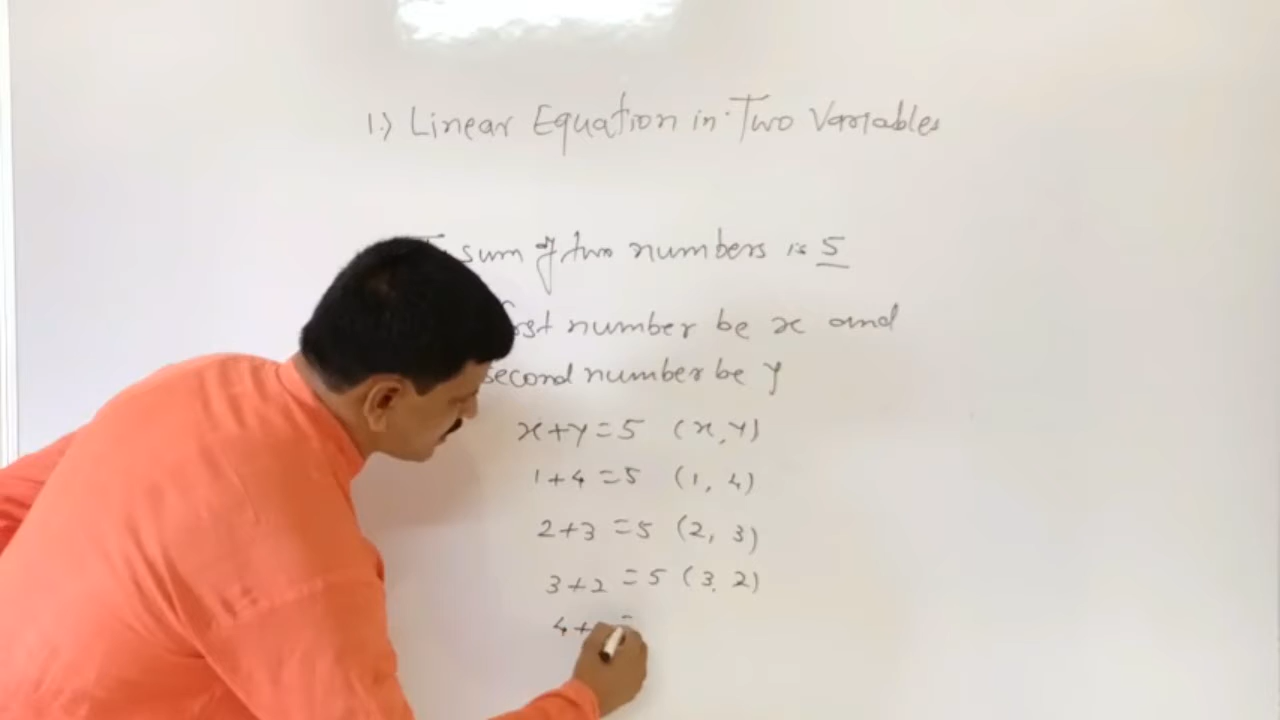 1.) Linear Equation in Two Variables
sum of two numbers is 5
number be x and
second number be y
x+y=5 (x,y)
1+4=5 (1, 4)
2+3=5 (2, 3)
3+2=5 (3, 2)
4+ =